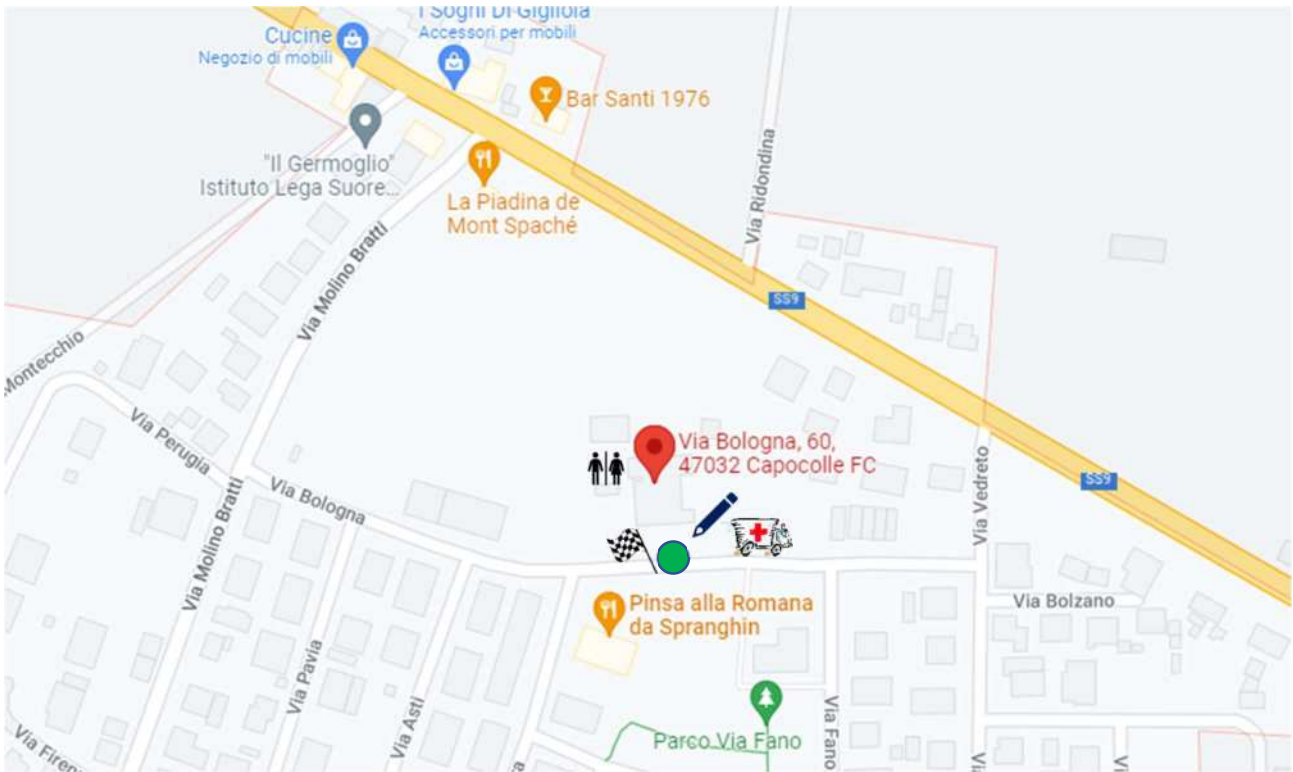 I Sogni Di Gigliola
Accessori per mobili
Cucine
Negozio di mobili
Bar Santi 1976
"Il Germoglio"
Istituto Lega Suore...
La Piadina de
Mont Spaché
Via Ridondina
Via Molino Bratti
SS9
Montecchio
Via Perugia
Via Bologna, 60,
47032 Capocolle FC
Via Bologna
Via Vedreto
SS9
Via Molino Bratti
Via Pavia
Via Asti
Pinsa alla Romana
da Spranghin
Via Bolzano
Parco Via Fano
Via Fano